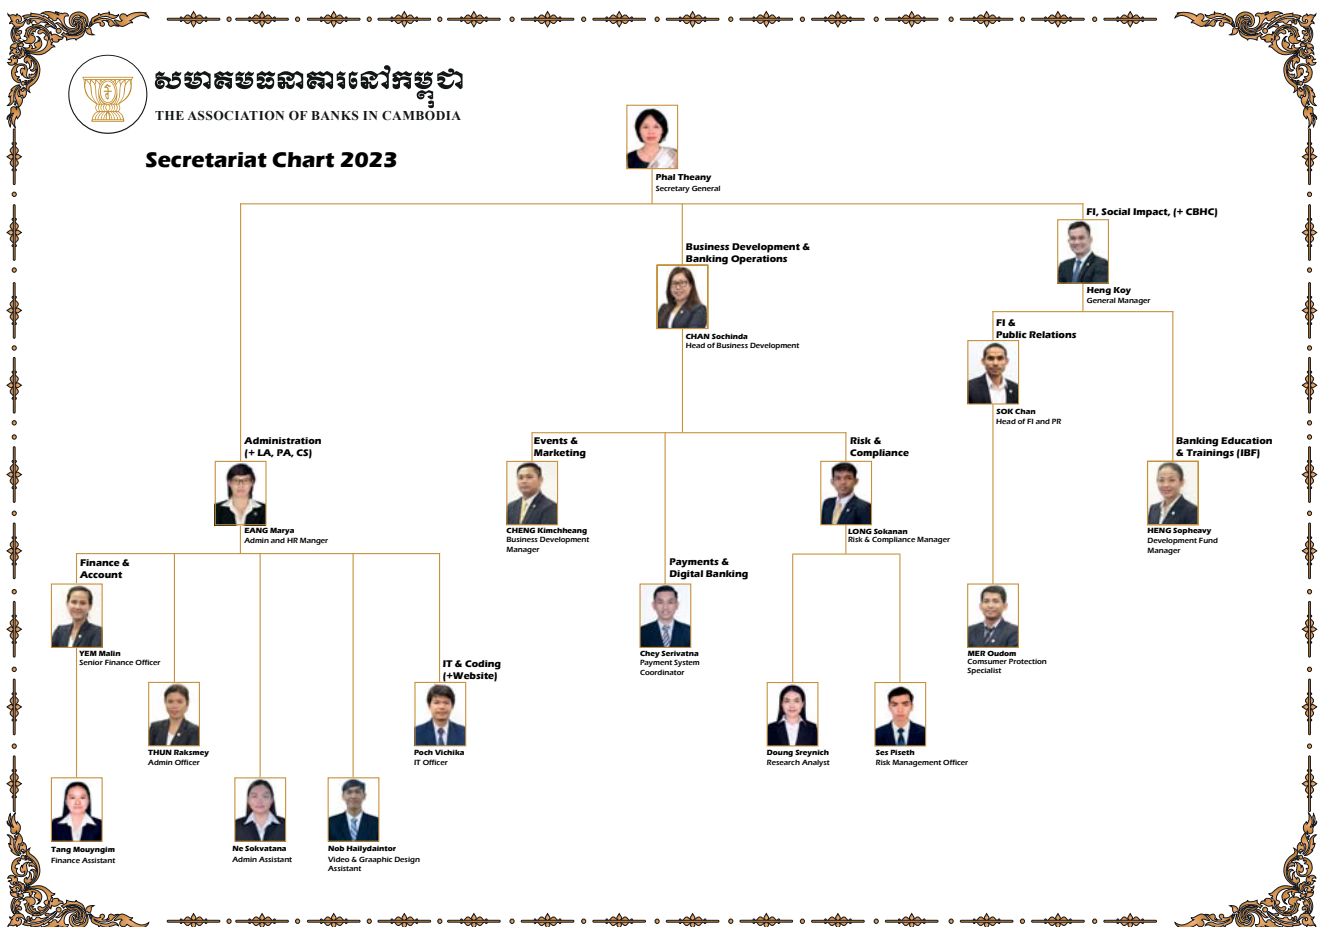 សមាគមធនាគារនៅកម្ពុជា
THE ASSOCIATION OF BANKS IN CAMBODIA
Secretariat Chart 2023
Phal Theany
Secretary General
FI, Social Impact, (+ CBHC)
Heng Koy
General Manager
Business Development &
Banking Operations
CHAN Sochinda
Head of Business Development
FI &
Public Relations
SOK Chan
Head of FI and PR
Administration
(+ LA, PA, CS)
EANG Marya
Admin and HR Manger
Events &
Marketing
CHENG Kimchheang
Business Development
Manager
Risk &
Compliance
LONG Sokanan
Risk & Compliance Manager
Banking Education
& Trainings (IBF)
HENG Sopheavy
Development Fund
Manager
Finance &
Account
YEM Malin
Senior Finance Officer
Payments &
Digital Banking
Chey Serivatna
Payment System
Coordinator
MER Oudom
Comsumer Protection
Specialist
IT & Coding
(+Website)
THUN Raksmey
Admin Officer
Poch Vichika
IT Officer
Doung Sreynich
Research Analyst
Ses Piseth
Risk Management Officer
Tang Mouyngim
Finance Assistant
Ne Sokvatana
Admin Assistant
Nob Hailydaintor
Video & Graaphic Design
Assistant